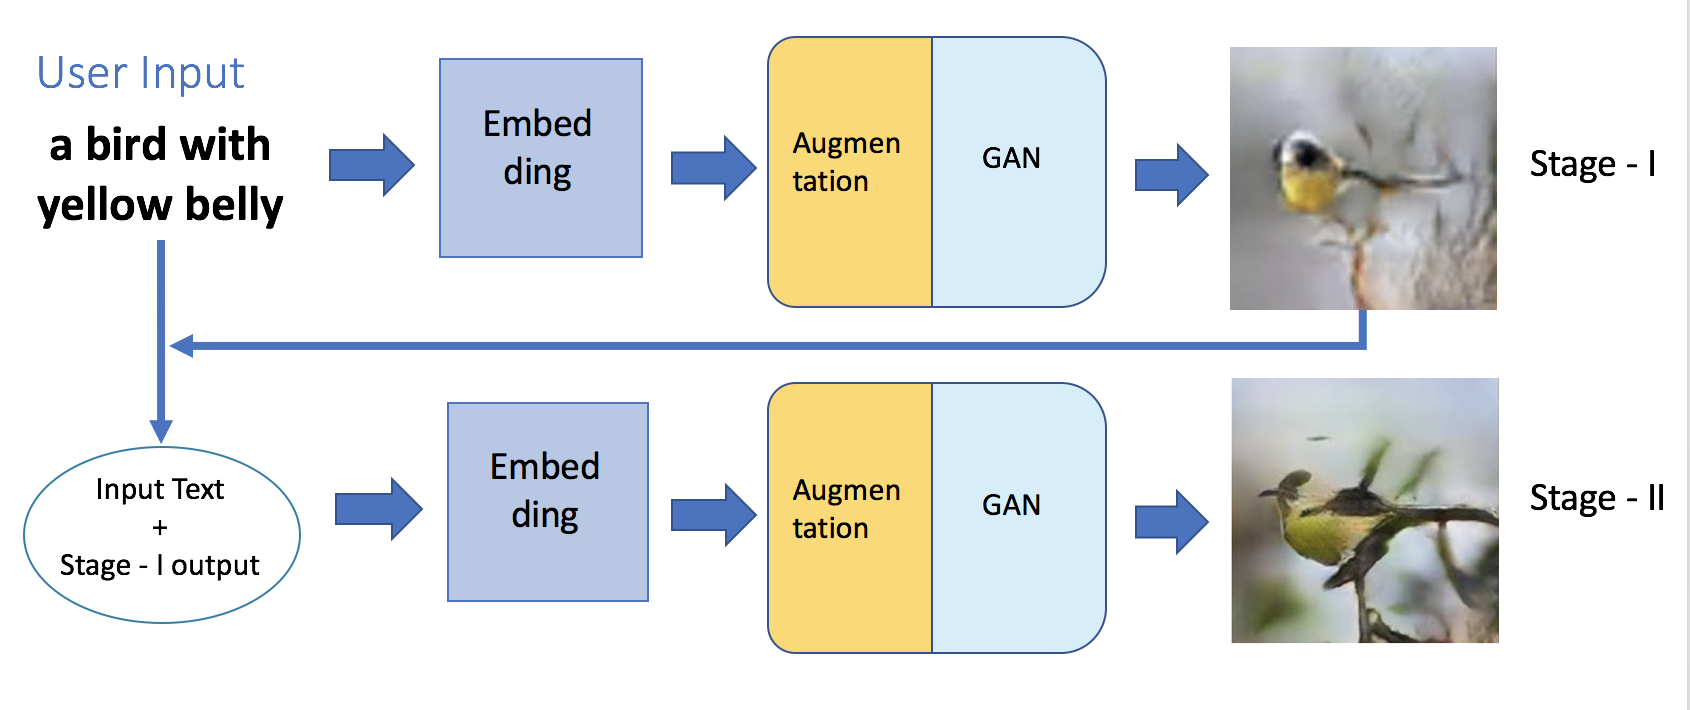 User Input
a bird with
yellow belly
Embed
ding
Augmen
tation
GAN
Stage - I
Input Text
+
Stage - I output
Embed
ding
Augmen
tation
GAN
Stage - II